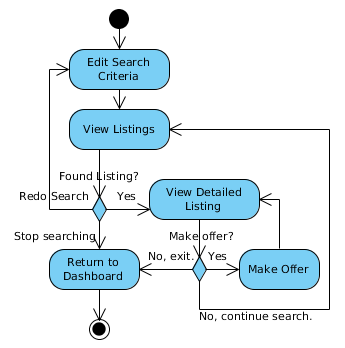 Edit Search
Criteria
View Listings
Found Listing?
Redo Search
Yes
View Detailed
Listing
Stop searching
Make offer?
Return to
Dashboard
No, exit.
Yes
Make Offer
No, continue search.